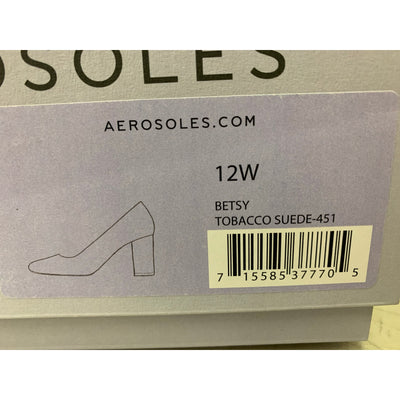 OSOLES
AEROSOLES.COM
12W
BETSY
TOBACCO SUEDE-451
7 15585 37770 5